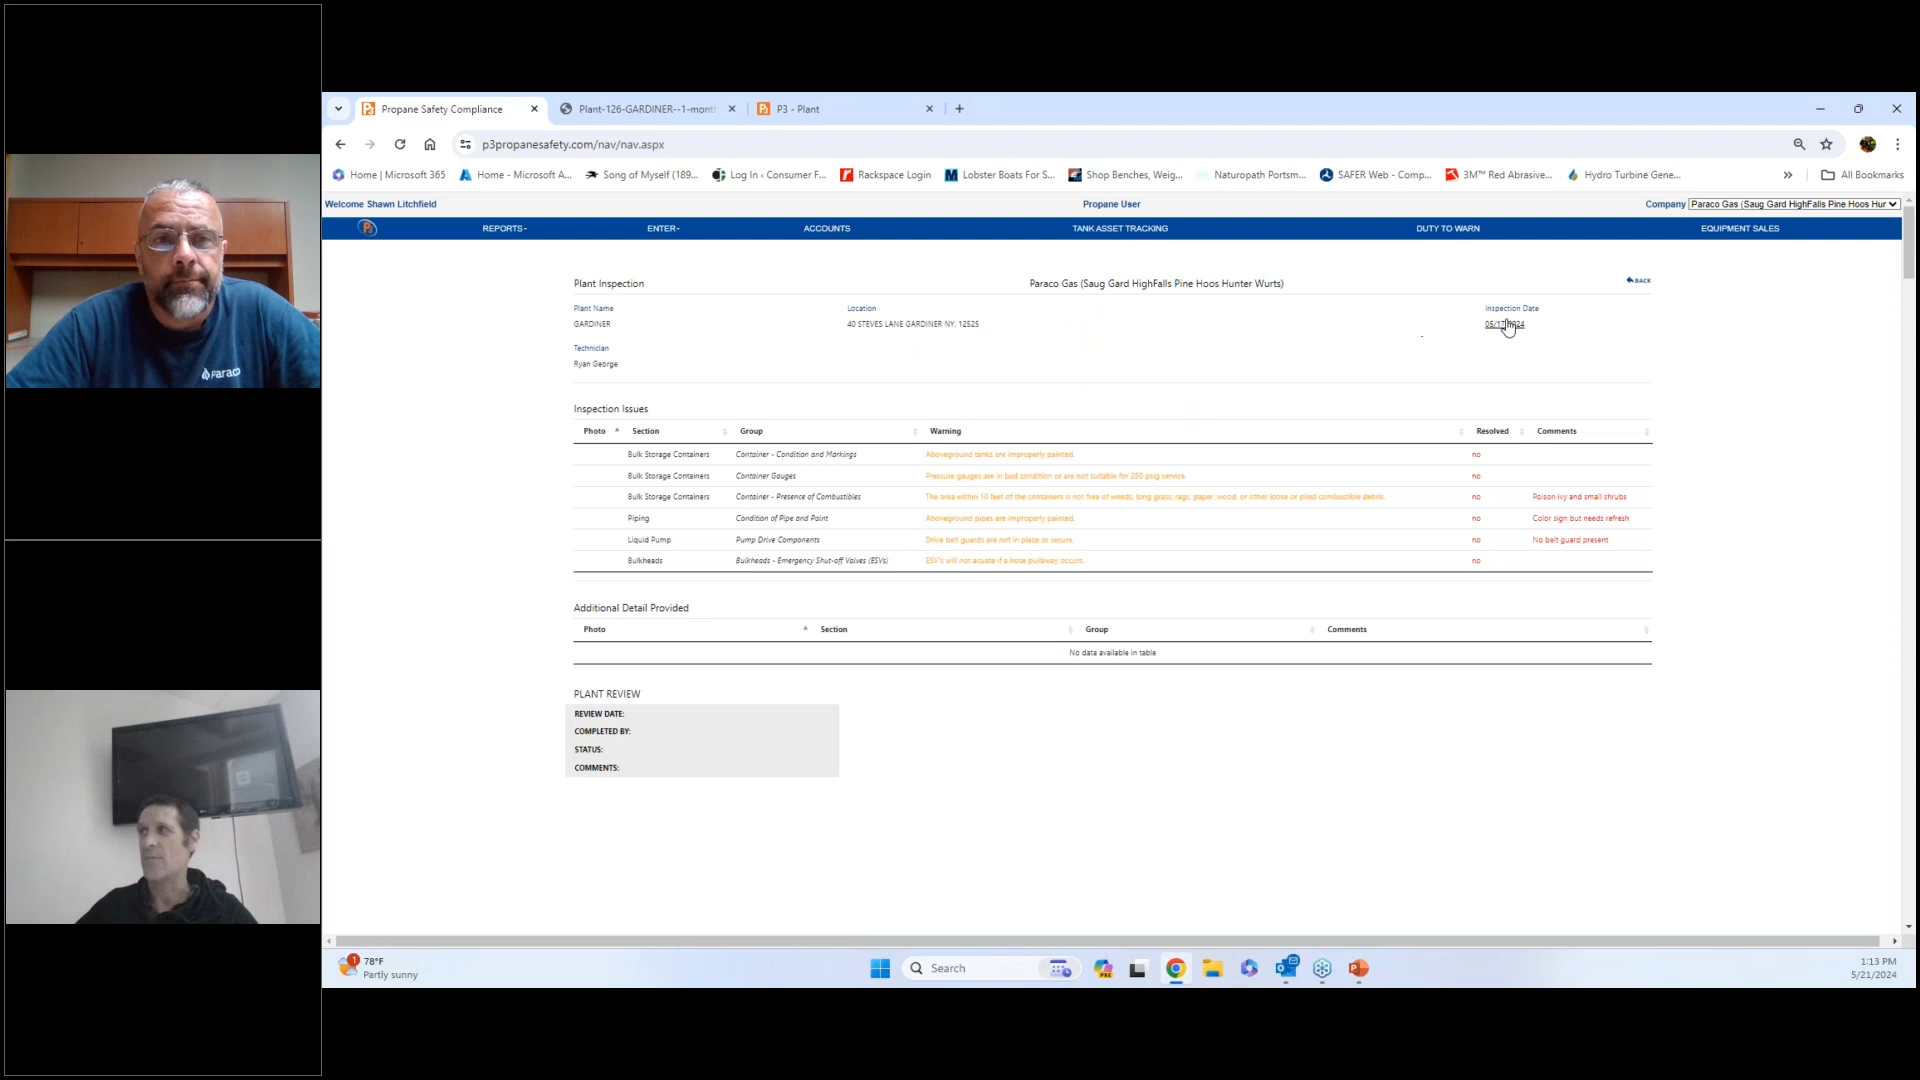 Propane Safety Compliance
Plant-126-GARDINER--1-mont
P3 - Plant
p3propanesafety.com/nav/nav.aspx
Home | Microsoft 365
Home - Microsoft A...
Song of Myself (189...
Log In ‹ Consumer F...
Rackspace Login
Lobster Boats For S...
Shop Benches, Weig...
Naturopath Portsm...
SAFER Web - Comp...
3M™ Red Abrasive...
Hydro Turbine Gene...
All Bookmarks
Welcome Shawn Litchfield
Propane User
Company Paraco Gas (Saug Gard HighFalls Pine Hoos Hur
REPORTS-
ENTER-
ACCOUNTS
TANK ASSET TRACKING
DUTY TO WARN
EQUIPMENT SALES
Plant Inspection
Paraco Gas (Saug Gard HighFalls Pine Hoos Hunter Wurts)
BACK
Plant Name
Location
Inspection Date
GARDINER
40 STEVES LANE GARDINER NY, 12525
Technician
Ryan George
Inspection Issues
Photo Section Group Warning Resolved Comments
Bulk Storage Containers Container - Condition and Markings Aboveground tanks are improperly painted. no
Bulk Storage Containers Container Gauges Pressure gauges are in bad condition or are not suitable for 250 psig service. no
Bulk Storage Containers Container - Presence of Combustibles The area within 10 feet of the containers is not free of weeds, long grass, rags, paper, wood, or other loose or piled combustible debris. no Poison ivy and small shrubs
Piping Condition of Pipe and Paint Aboveground pipes are improperly painted. no Color sign but needs refresh
Liquid Pump Pump Drive Components Drive belt guards are not in place or secure. no No belt guard present
Bulkheads Bulkheads - Emergency Shut-off Valves (ESVs) ESV's will not acuate if a hose pullaway occurs. no
Additional Detail Provided
Photo Section Group Comments
No data available in table
PLANT REVIEW
REVIEW DATE:
COMPLETED BY:
STATUS:
COMMENTS:
Paraco
1
78°F
Partly sunny
Search
1:13 PM
5/21/2024